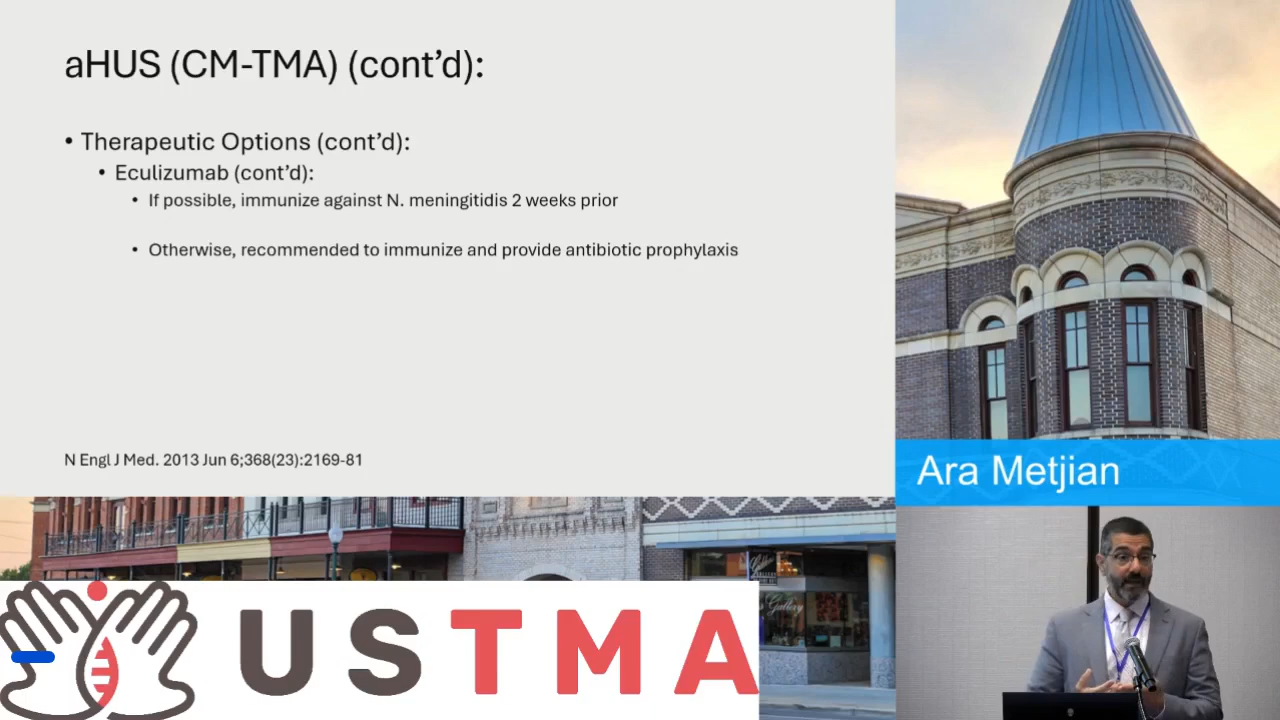 aHUS (CM-TMA) (cont’d):
• Therapeutic Options (cont’d):
• Eculizumab (cont’d):
• If possible, immunize against N. meningitidis 2 weeks prior
• Otherwise, recommended to immunize and provide antibiotic prophylaxis
N Engl J Med. 2013 Jun 6;368(23):2169-81
Ara Metjian
USTMA
Gallery